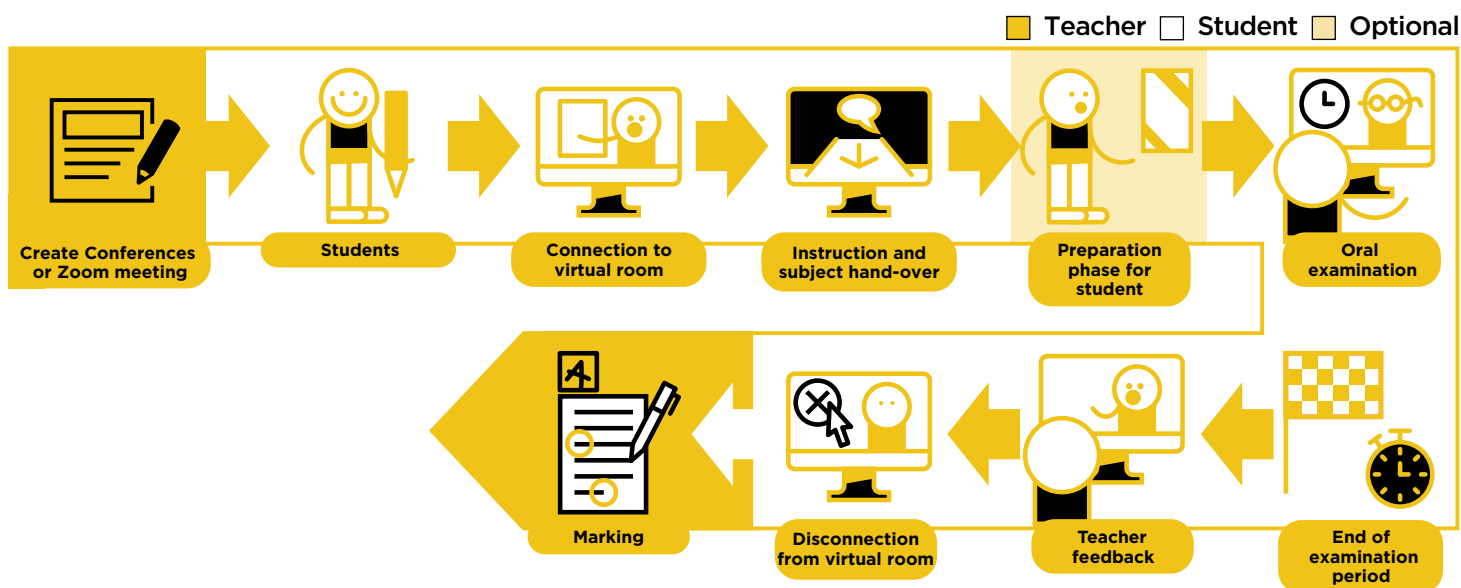 Teacher Student Optional
Create Conferences
or Zoom meeting
Students
Connection to
virtual room
Instruction and
subject hand-over
Preparation
phase for
student
Oral
examination
End of
examination
period
Teacher
feedback
Disconnection
from virtual room
A
Marking